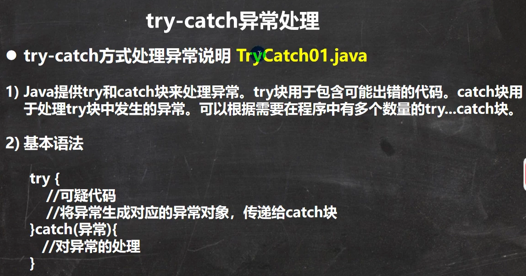 try-catch异常处理
● try-catch方式处理异常说明 TryCatch01.java
1) Java提供try和catch块来处理异常。try块用于包含可能出错的代码。catch块用
于处理try块中发生的异常。可以根据需要在程序中有多个数量的try...catch块。
2) 基本语法
try {
//可疑代码
//将异常生成对应的异常对象，传递给catch块
}catch(异常){
//对异常的处理
}